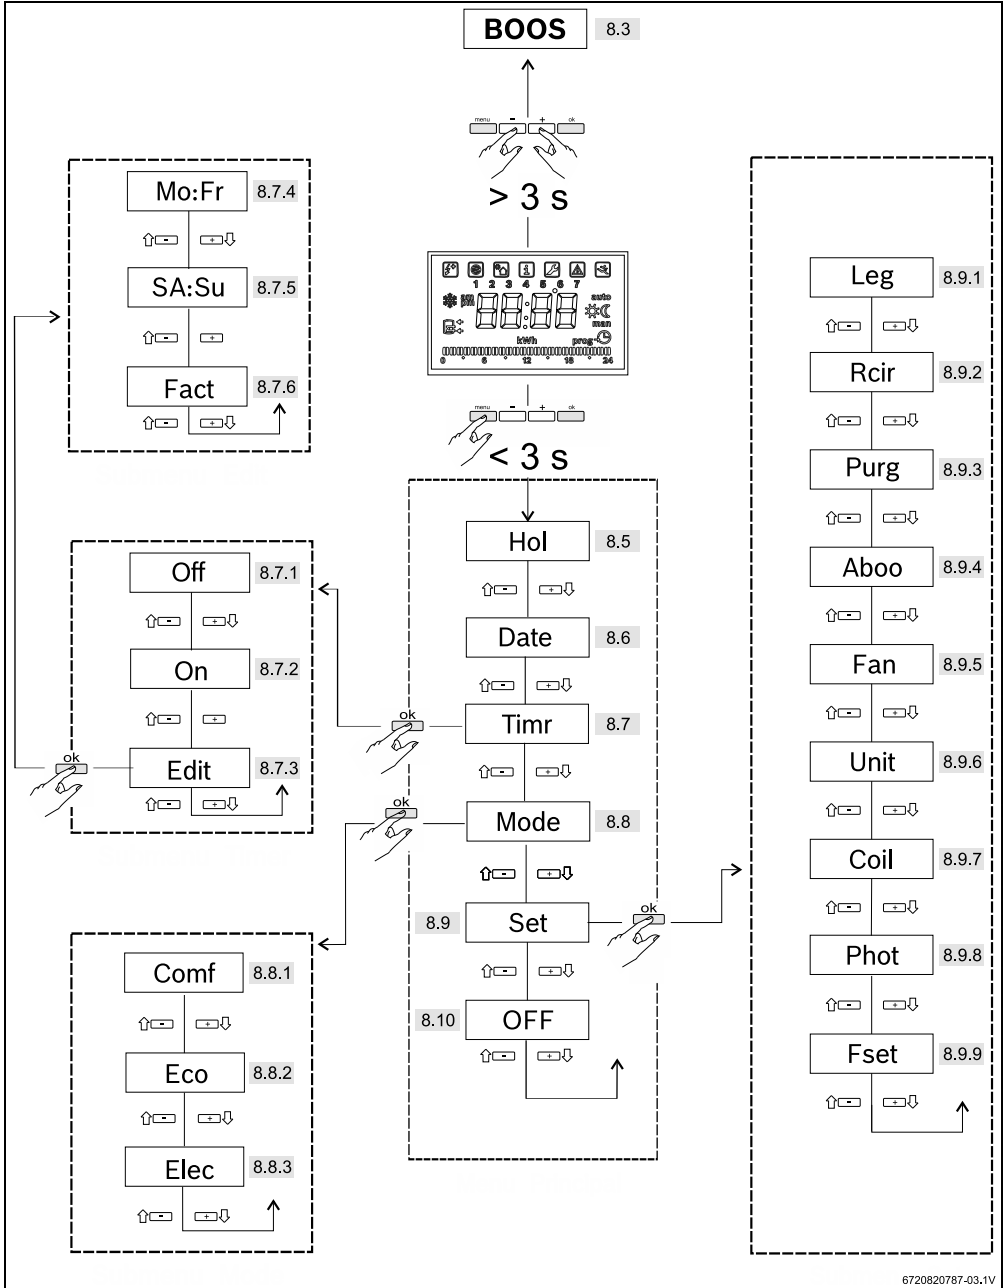 BOOS 8.3
menu - + ok
> 3 s
1 2 3 4 5 6 7
am
pm
88:88
auto
man
kWh
prog
0 6 12 18 24
menu - + ok
< 3 s
Mo:Fr 8.7.4
- +
SA:Su 8.7.5
- +
Fact 8.7.6
- +
Off 8.7.1
- +
On 8.7.2
- +
Edit 8.7.3
- +
ok
Comf 8.8.1
- +
Eco 8.8.2
- +
Elec 8.8.3
- +
Hol 8.5
- +
Date 8.6
- +
Timr 8.7
ok
- +
Mode 8.8
ok
- +
8.9 Set
ok
- +
8.10 OFF
- +
Leg 8.9.1
- +
Rcir 8.9.2
- +
Purg 8.9.3
- +
Aboo 8.9.4
- +
Fan 8.9.5
- +
Unit 8.9.6
- +
Coil 8.9.7
- +
Phot 8.9.8
- +
Fset 8.9.9
- +
6720820787-03.1V